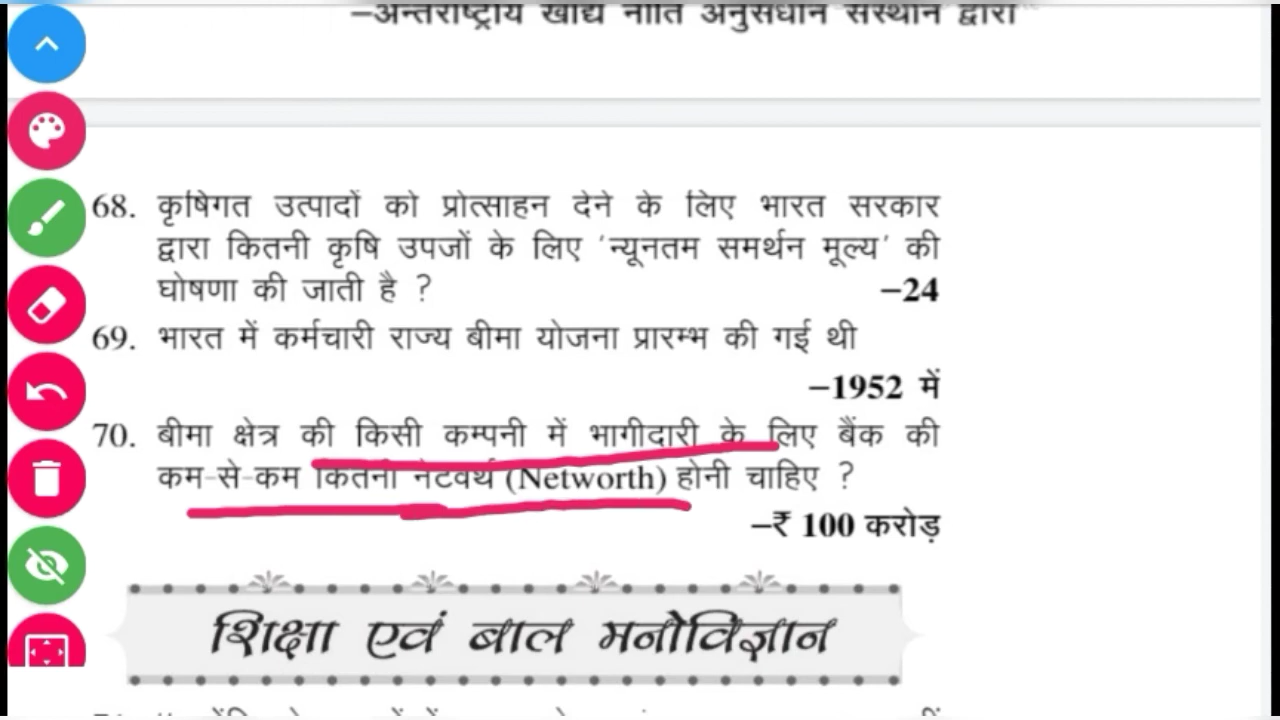 –अन्तर्राष्ट्रीय खाद्य नीति अनुसंधान संस्थान द्वारा
68. कृषिगत उत्पादों को प्रोत्साहन देने के लिए भारत सरकार
द्वारा कितनी कृषि उपजों के लिए 'न्यूनतम समर्थन मूल्य' की
घोषणा की जाती है ? –24
69. भारत में कर्मचारी राज्य बीमा योजना प्रारम्भ की गई थी
–1952 में
70. बीमा क्षेत्र की किसी कम्पनी में भागीदारी के लिए बैंक की
कम-से-कम कितनी नेटवर्थ (Networth) होनी चाहिए ?
–₹ 100 करोड़
शिक्षा एवं बाल मनोविज्ञान